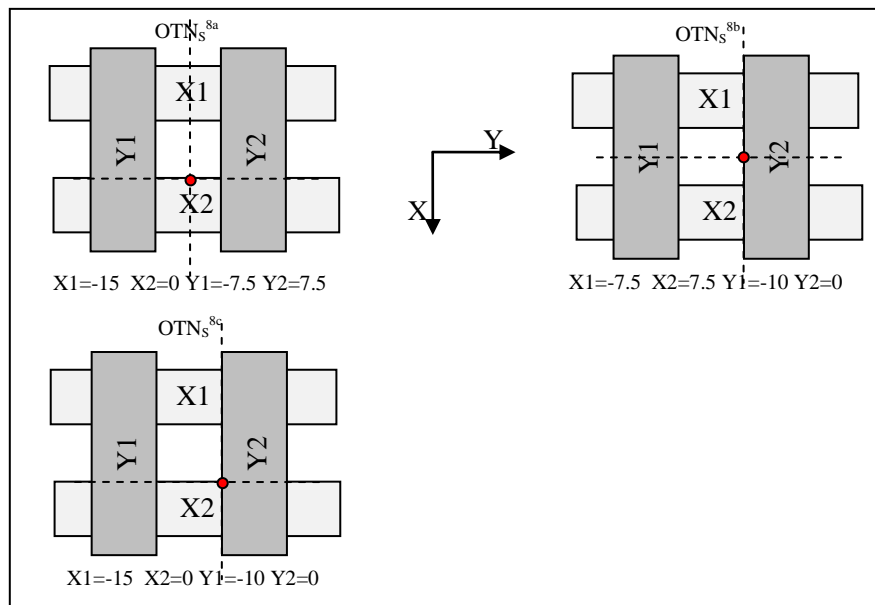 OTNS8a
X1
Y1
Y2
X2
X1=-15 X2=0 Y1=-7.5 Y2=7.5
Y
X
OTNS8b
X1
Y1
Y2
X2
X1=-7.5 X2=7.5 Y1=-10 Y2=0
OTNS8c
X1
Y1
Y2
X2
X1=-15 X2=0 Y1=-10 Y2=0